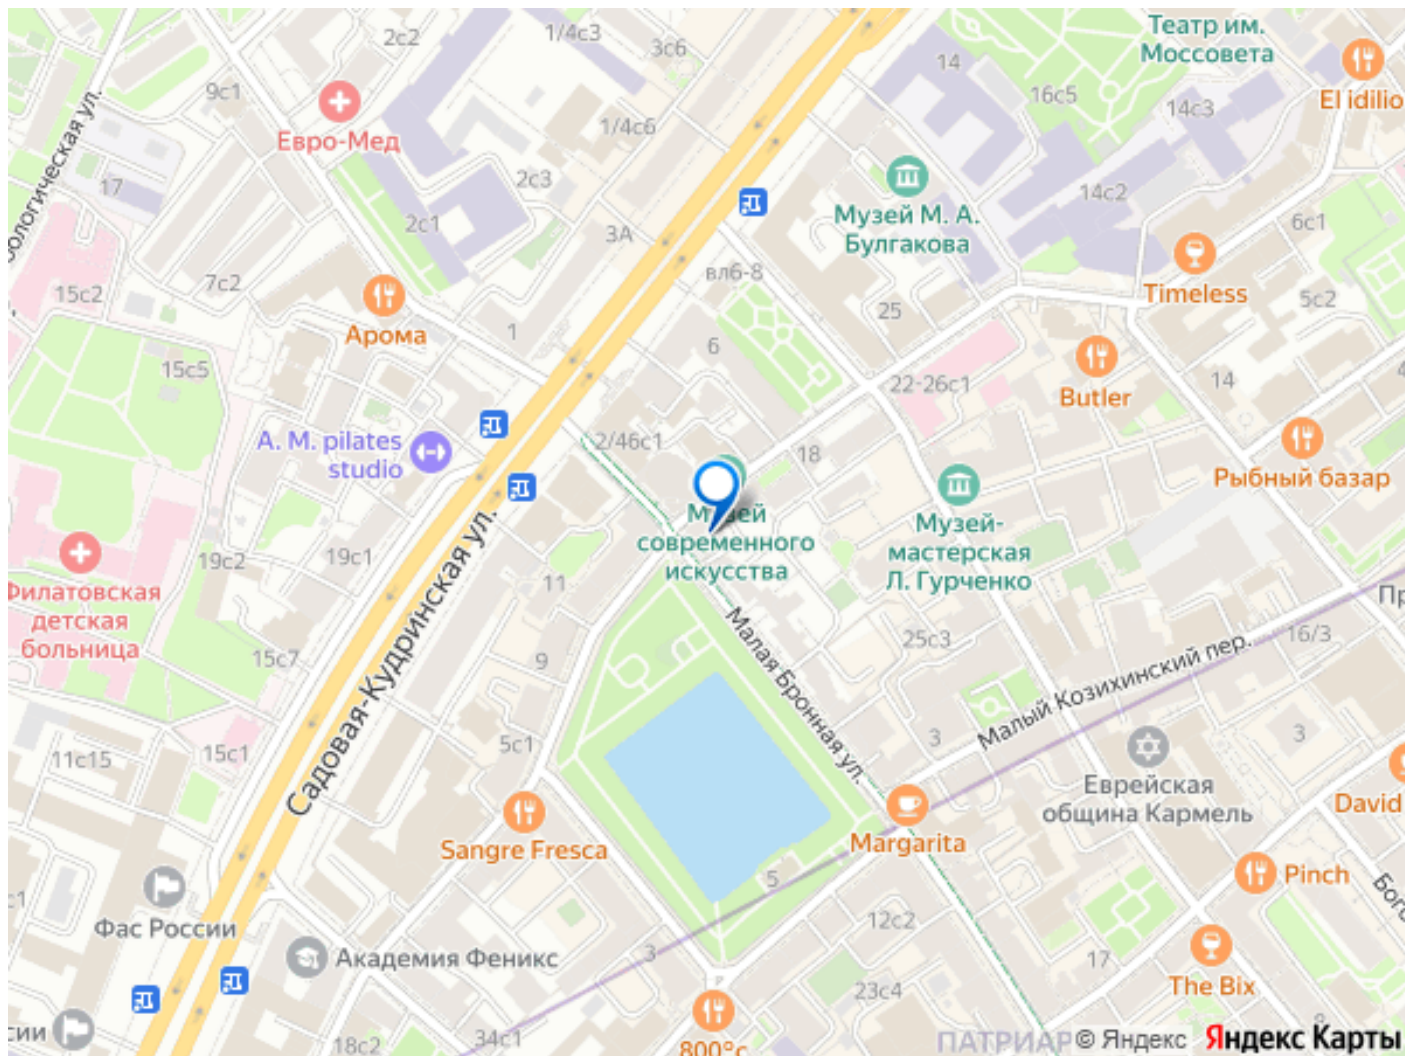 Театр им.
Моссовета
2с2
1/4с3
3с6
14
16с5
14с3
El idilio
9с1
Евро-Мед
1/4с6
17
2с3
2с1
3А
14с2
Музей М. А.
Булгакова
6с1
вл6-8
Timeless
15с2
7с2
5с2
25
Арома
1
6
15с5
22-26с1
Butler
14
A. M. pilates
studio
2/46с1
18
Рыбный базар
Музей
современного
искусства
Музей-
мастерская
Л. Гурченко
19с2
19с1
Филатовская
детская
больница
11
Садовая-Кудринская ул.
Малая Бронная ул.
25с3
16/3
15с7
9
Малый Козихинский пер.
11с15
15с1
5с1
3
3
Еврейская
община Кармель
David
Sangre Fresca
Margarita
5
Pinch
Фас России
12с2
Академия Феникс
3
17
23с4
The Bix
34с1
18с2
800°с
8
ПАТРИАР
© Яндекс
Яндекс Карты